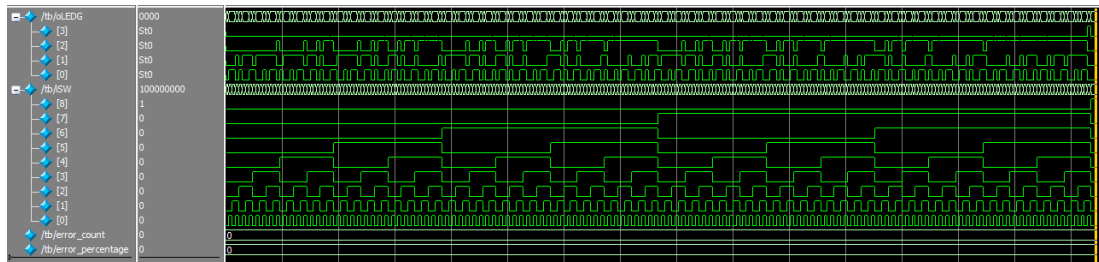 /tb/oLEDG 0000
[3] St0
[2] St0
[1] St0
[0] St0
/tb/iSW 100000000
[8] 1
[7] 0
[6] 0
[5] 0
[4] 0
[3] 0
[2] 0
[1] 0
[0] 0
/tb/error_count 0 0
/tb/error_percentage 0 0